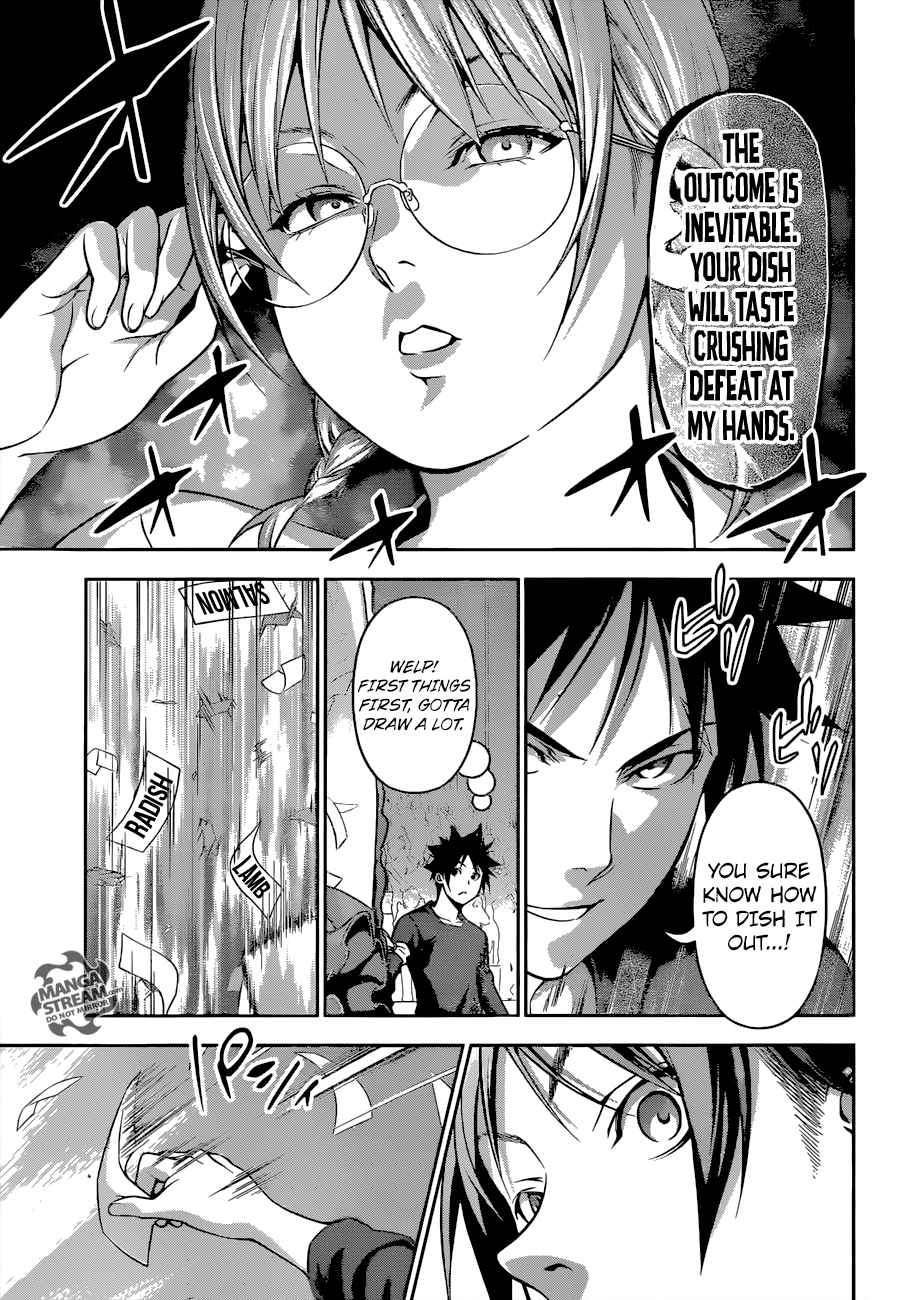 THE
OUTCOME IS
INEVITABLE.
YOUR DISH
WILL TASTE
CRUSHING
DEFEAT AT
MY HANDS.
YOU SURE
KNOW HOW
TO DISH IT
OUT...!
WELP!
FIRST THINGS
FIRST, GOTTA
DRAW A LOT.
SALMON
RADISH
LAMB
MANGA
STREAM.com
DO NOT MIRROR